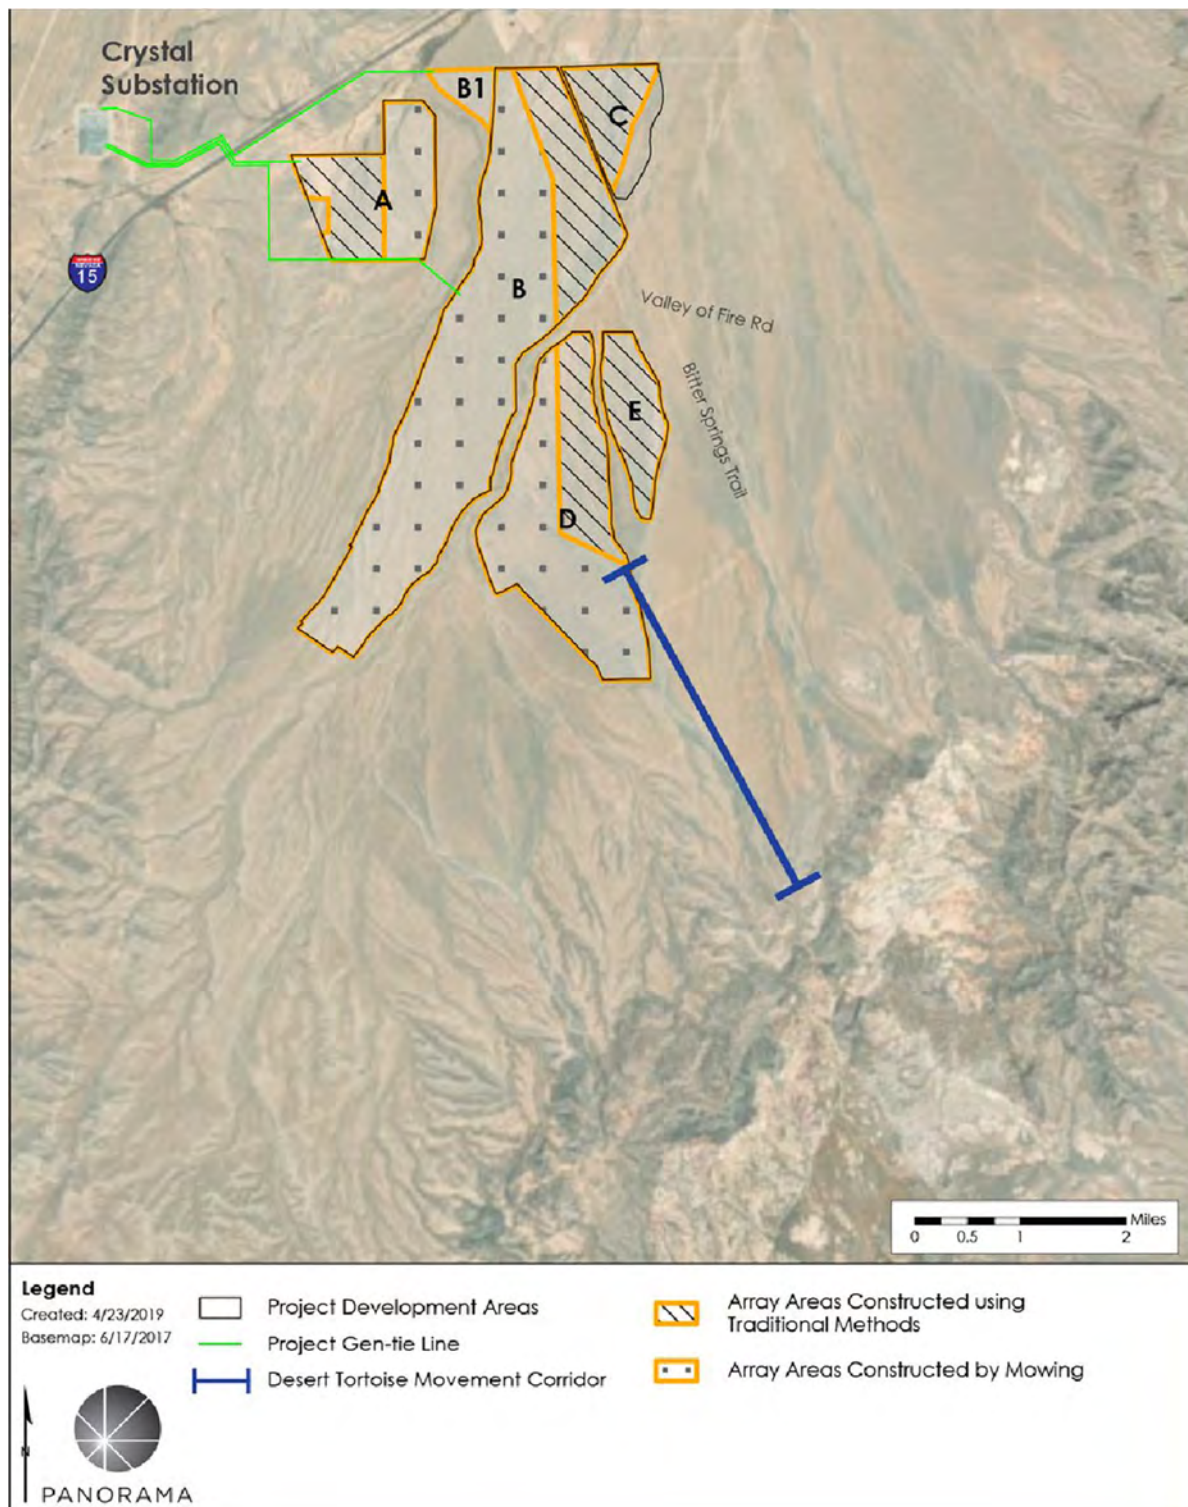 Crystal
Substation
B1
C
A
INTERSTATE
NEVADA
15
B
Valley of Fire Rd
E
Bitter Springs Trail
D
Miles
0 0.5 1 2
Legend
Created: 4/23/2019
Basemap: 6/17/2017
Project Development Areas
Project Gen-tie Line
Desert Tortoise Movement Corridor
Array Areas Constructed using
Traditional Methods
Array Areas Constructed by Mowing
N
PANORAMA